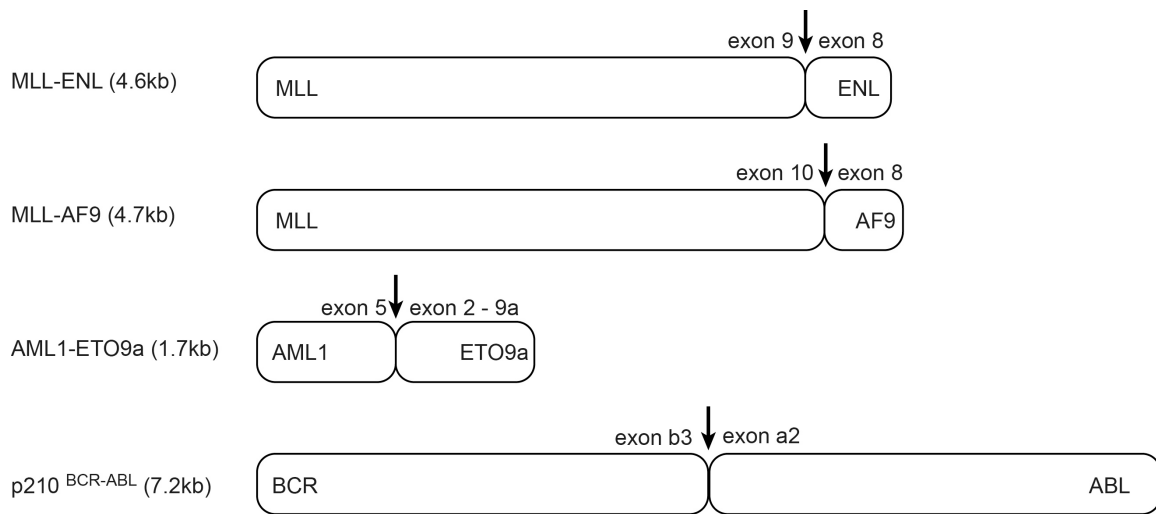 exon 9 exon 8
MLL-ENL (4.6kb) MLL ENL
exon 10 exon 8
MLL-AF9 (4.7kb) MLL AF9
exon 5 exon 2 - 9a
AML1-ETO9a (1.7kb) AML1 ETO9a
exon b3 exon a2
p210 BCR-ABL (7.2kb) BCR ABL